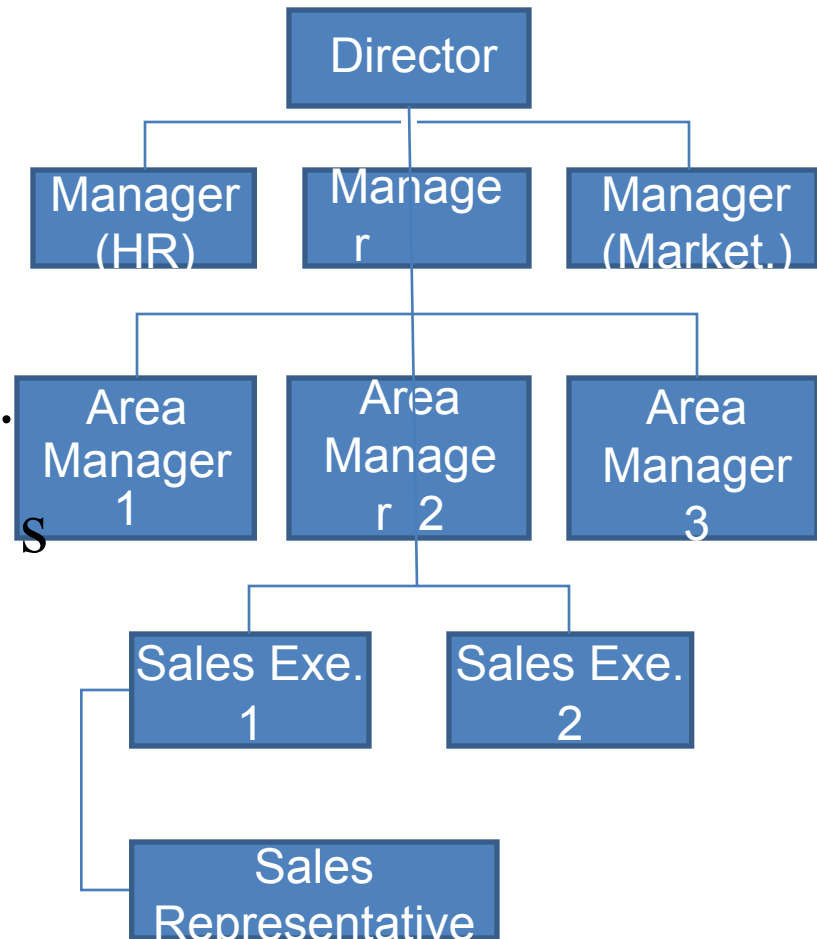 Director
Manager
(HR)
Manage
r
Manager
(Market.)
.
Area
Manager
1
s
Area
Manage
r 2
Area
Manager
3
Sales Exe.
1
Sales Exe.
2
Sales
Representative